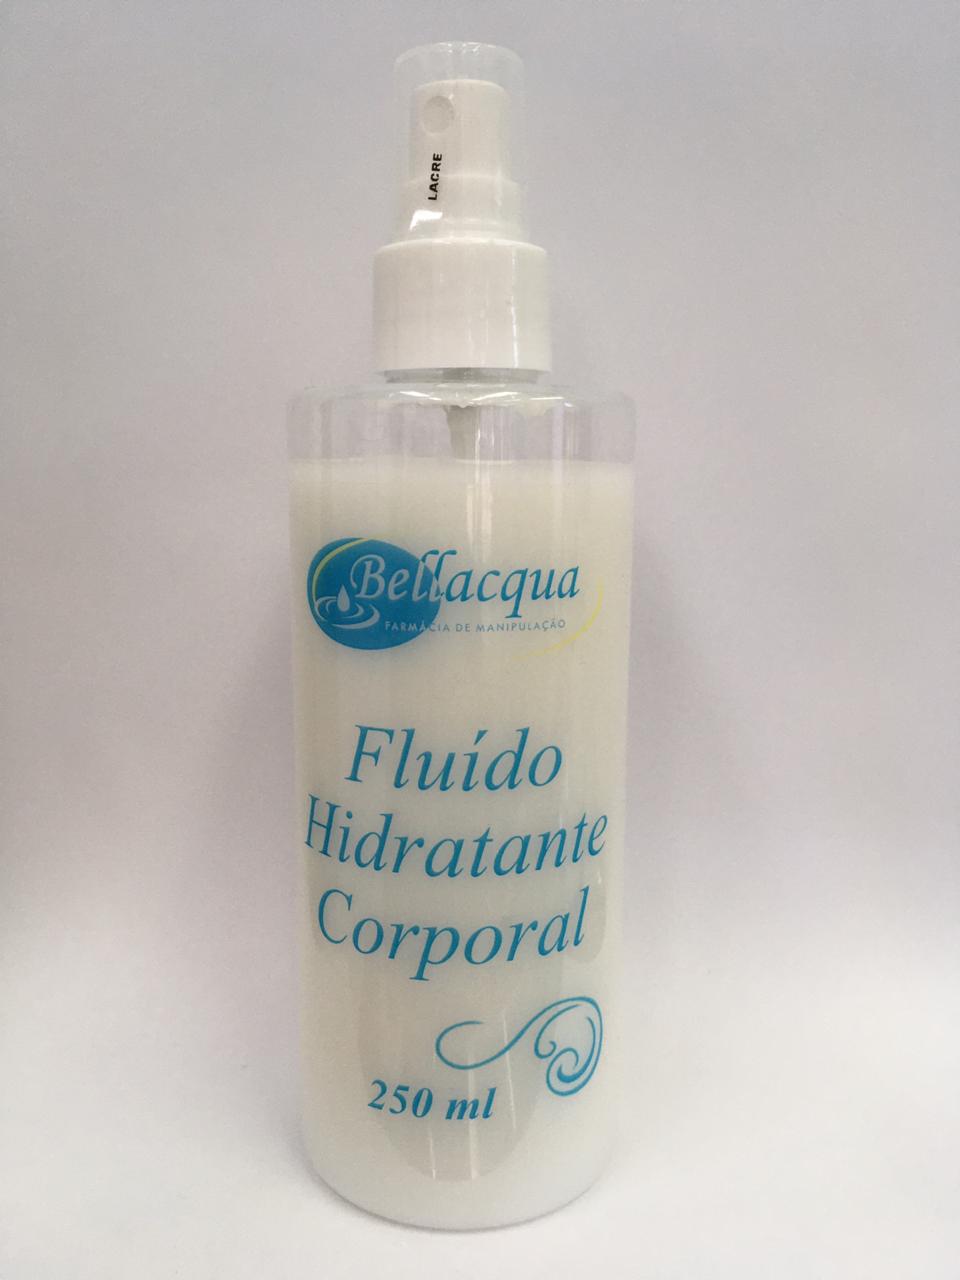 LACRE
Bellacqua
FARMÁCIA DE MANIPULAÇÃO
Fluído
Hidratante
Corporal
250 ml